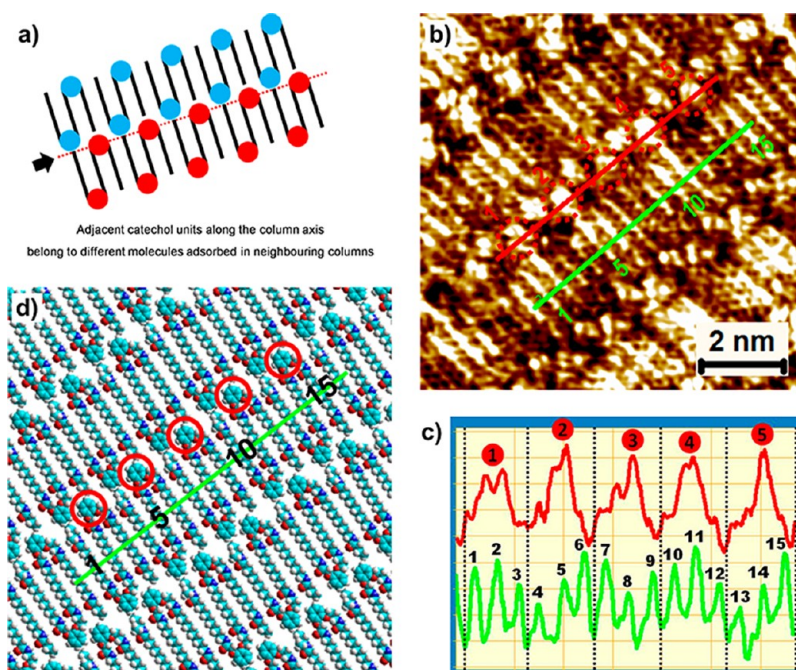 a)
Adjacent catechol units along the column axis
belong to different molecules adsorbed in neighbouring columns
b)
1 2 3 4 5
1 5 10 15
2 nm
d)
1 5 10 15
c)
1 2 3 4 5
1 2 3 4 5 6 7 8 9 10 11 12 13 14 15